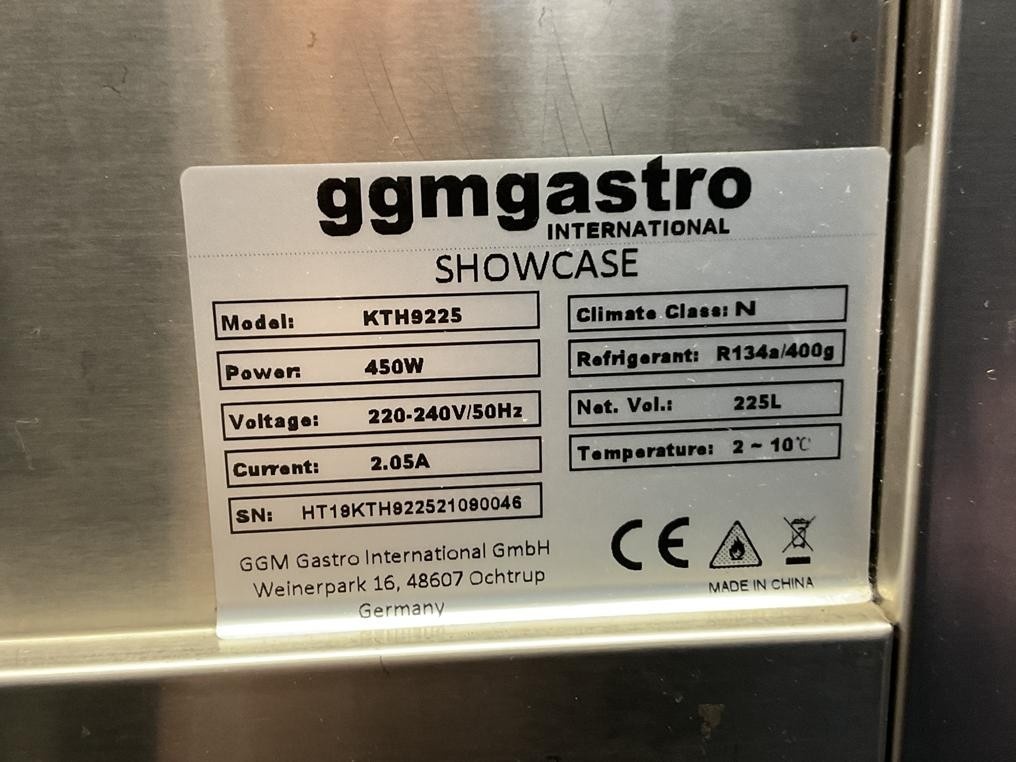 ggmgastro
INTERNATIONAL
SHOWCASE
Model: KTH9225
Power: 450W
Voltage: 220-240V/50Hz
Current: 2.05A
SN: HT19KTH922521090046
Climate Class: N
Refrigerant: R134a/400g
Net. Vol.: 225L
Temperature: 2 ~ 10℃
GGM Gastro International GmbH
Weinerpark 16, 48607 Ochtrup
Germany
CE
MADE IN CHINA